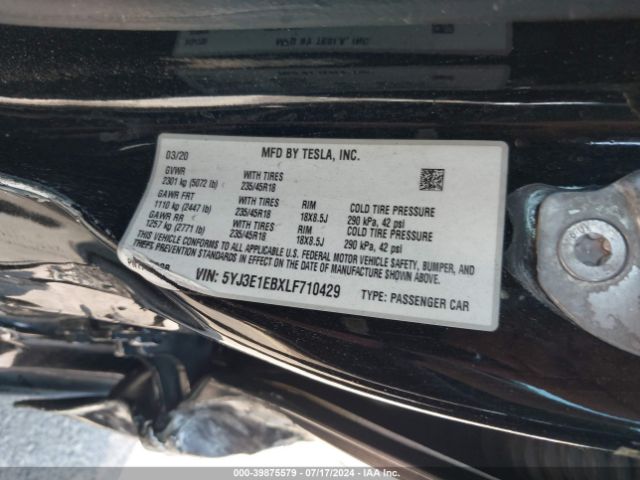 03/20 MFD BY TESLA, INC.
GVWR WITH TIRES
2301 kg (5072 lb) 235/45R18
GAWR FRT WITH TIRES RIM COLD TIRE PRESSURE
1110 kg (2447 lb) 235/45R18 18X8.5J 290 kPa, 42 psi
GAWR RR WITH TIRES RIM COLD TIRE PRESSURE
1257 kg (2771 lb) 235/45R18 18X8.5J 290 kPa, 42 psi
THIS VEHICLE CONFORMS TO ALL APPLICABLE U.S. FEDERAL MOTOR VEHICLE SAFETY, BUMPER, AND
THEFT PREVENTION STANDARDS IN EFFECT ON THE DATE OF MANUFACTURE SHOWN ABOVE.
VIN: 5YJ3E1EBXLF710429 TYPE: PASSENGER CAR
000-39875579 07/17/2024 IAAI.COM